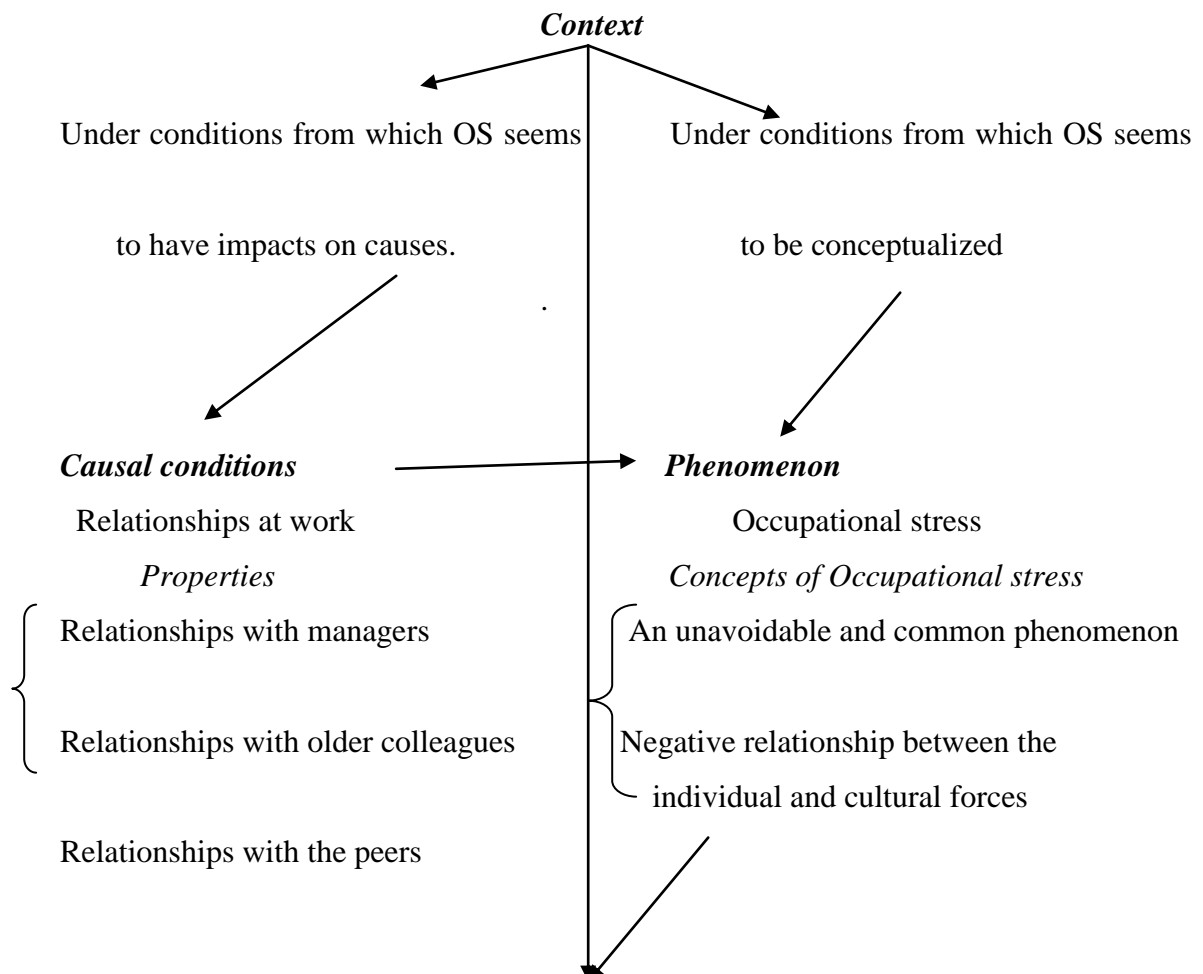 Context
Under conditions from which OS seems
Under conditions from which OS seems
to have impacts on causes.
to be conceptualized
.
Causal conditions
Phenomenon
Relationships at work
Occupational stress
Properties
Concepts of Occupational stress
Relationships with managers
An unavoidable and common phenomenon
Relationships with older colleagues
Negative relationship between the
individual and cultural forces
Relationships with the peers